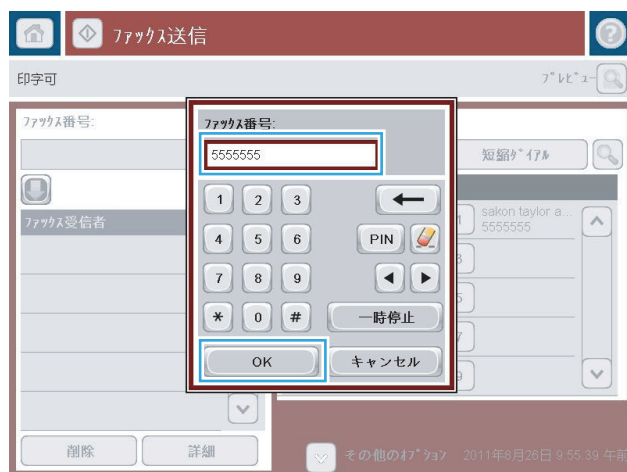 ﾌｧｯｸｽ送信
印字可
ﾌﾟﾚﾋﾞｭｰ
ﾌｧｯｸｽ番号:
短縮ﾀﾞｲｱﾙ
ﾌｧｯｸｽ受信者
1 sakon taylor a...
5555555
3
5
7
9
ﾌｧｯｸｽ番号:
5555555
1 2 3
4 5 6 PIN
7 8 9
* 0 # 一時停止
OK キャンセル
削除 詳細
その他のｵﾌﾟｼｮﾝ 2011年8月26日 9:55:39 午前